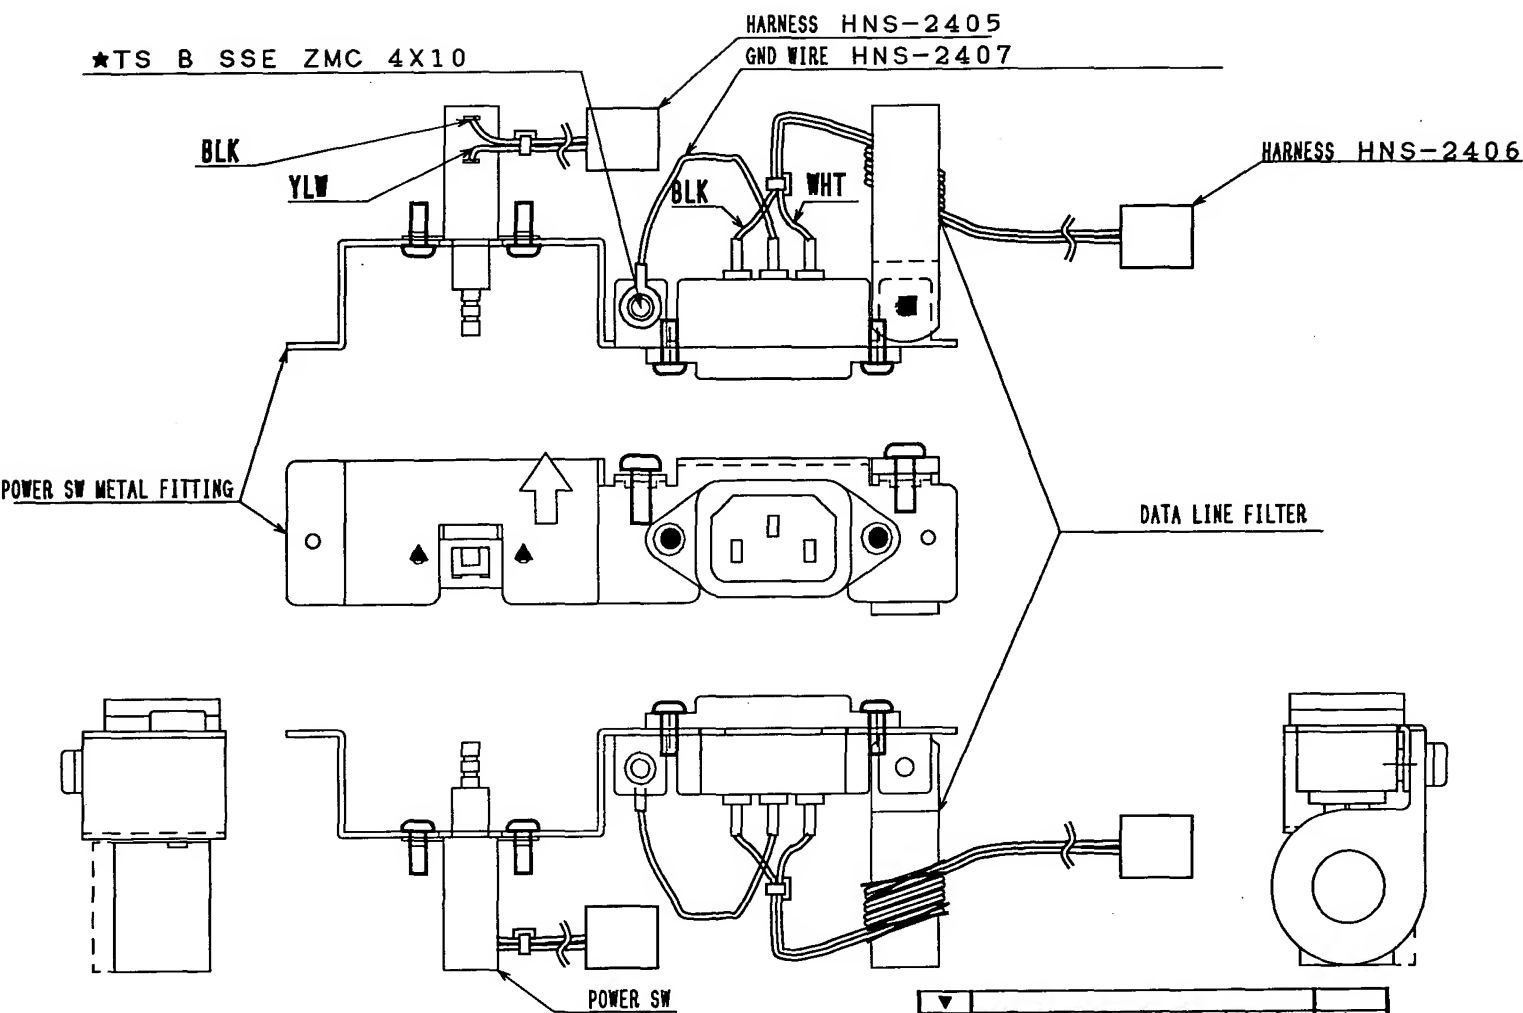 HARNESS HNS-2405
★TS B SSE ZMC 4X10
GND WIRE HNS-2407
BLK
YLW
BLK
WHT
HARNESS HNS-2406
POWER SW METAL FITTING
DATA LINE FILTER
POWER SW